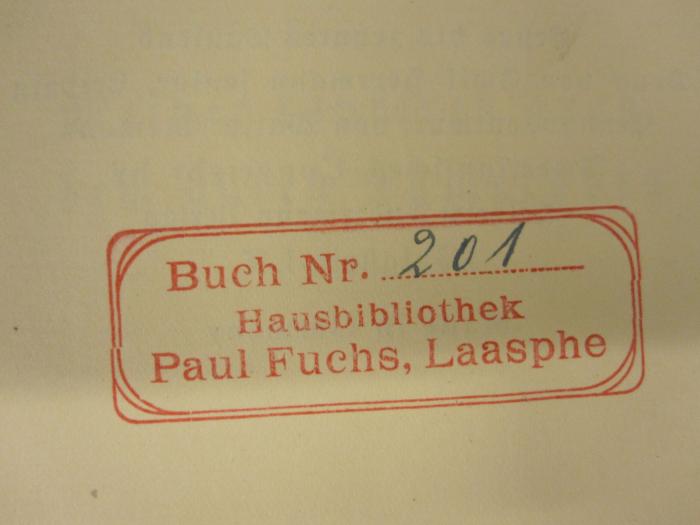 Buch Nr. 201
Hausbibliothek
Paul Fuchs, Laasphe